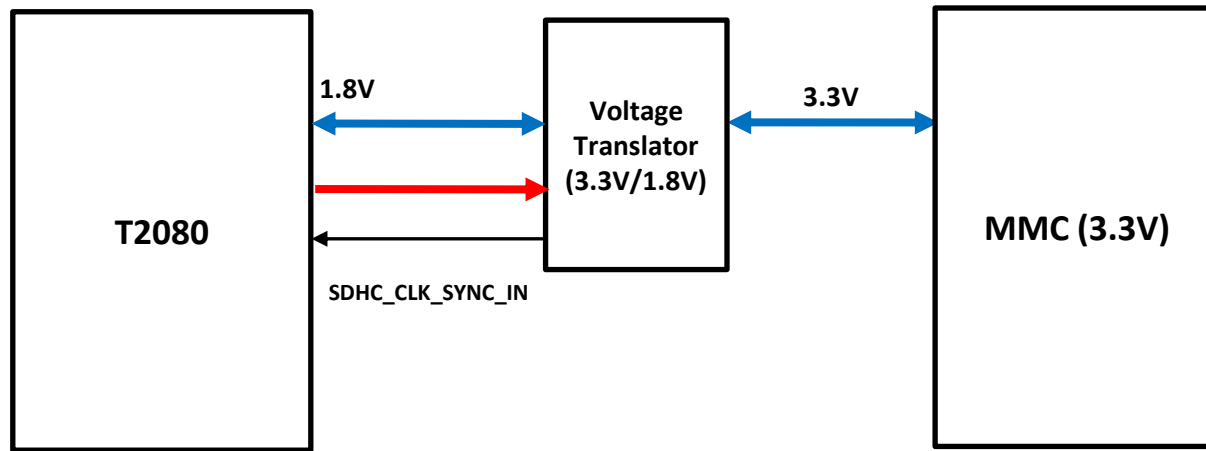 1.8V
3.3V
Voltage
Translator
(3.3V/1.8V)
T2080
MMC (3.3V)
SDHC_CLK_SYNC_IN